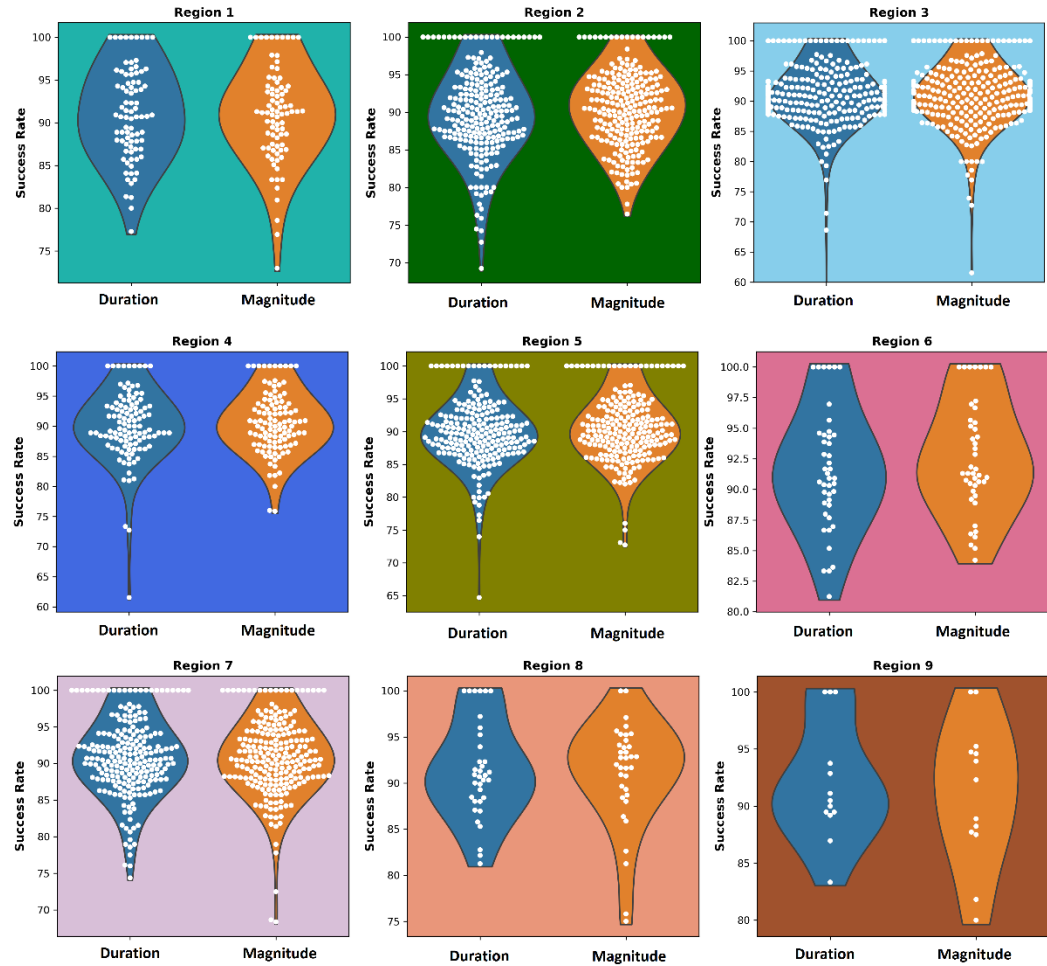 Region 1
Region 2
Region 3
Success Rate
100
95
90
85
80
75
Success Rate
100
95
90
85
80
75
70
Success Rate
100
95
90
85
80
75
70
65
60
Duration
Magnitude
Duration
Magnitude
Duration
Magnitude
Region 4
Region 5
Region 6
Success Rate
100
95
90
85
80
75
70
65
60
Success Rate
100
95
90
85
80
75
70
65
Success Rate
100.0
97.5
95.0
92.5
90.0
87.5
85.0
82.5
80.0
Duration
Magnitude
Duration
Magnitude
Duration
Magnitude
Region 7
Region 8
Region 9
Success Rate
100
95
90
85
80
75
70
Success Rate
100
95
90
85
80
75
Success Rate
100
95
90
85
80
Duration
Magnitude
Duration
Magnitude
Duration
Magnitude